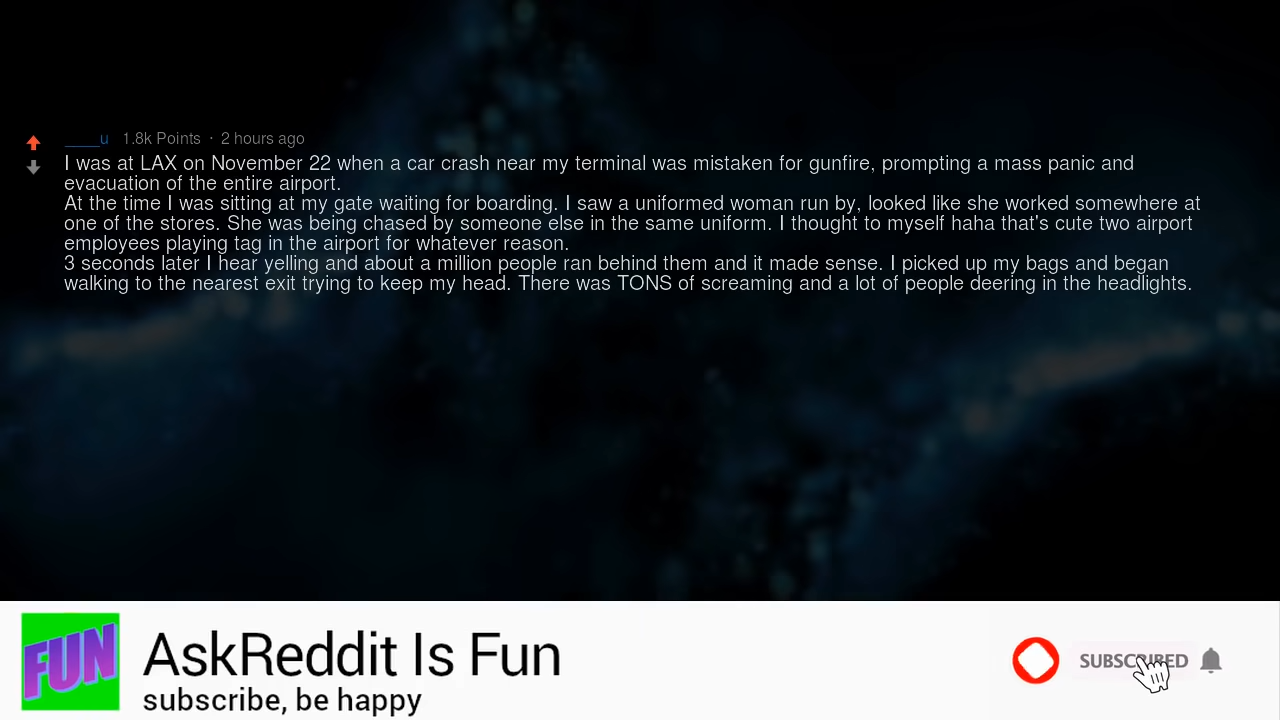 ____u 1.8k Points · 2 hours ago
I was at LAX on November 22 when a car crash near my terminal was mistaken for gunfire, prompting a mass panic and
evacuation of the entire airport.
At the time I was sitting at my gate waiting for boarding. I saw a uniformed woman run by, looked like she worked somewhere at
one of the stores. She was being chased by someone else in the same uniform. I thought to myself haha that's cute two airport
employees playing tag in the airport for whatever reason.
3 seconds later I hear yelling and about a million people ran behind them and it made sense. I picked up my bags and began
walking to the nearest exit trying to keep my head. There was TONS of screaming and a lot of people deering in the headlights.
FUN
AskReddit Is Fun
subscribe, be happy
SUBSCRIBED